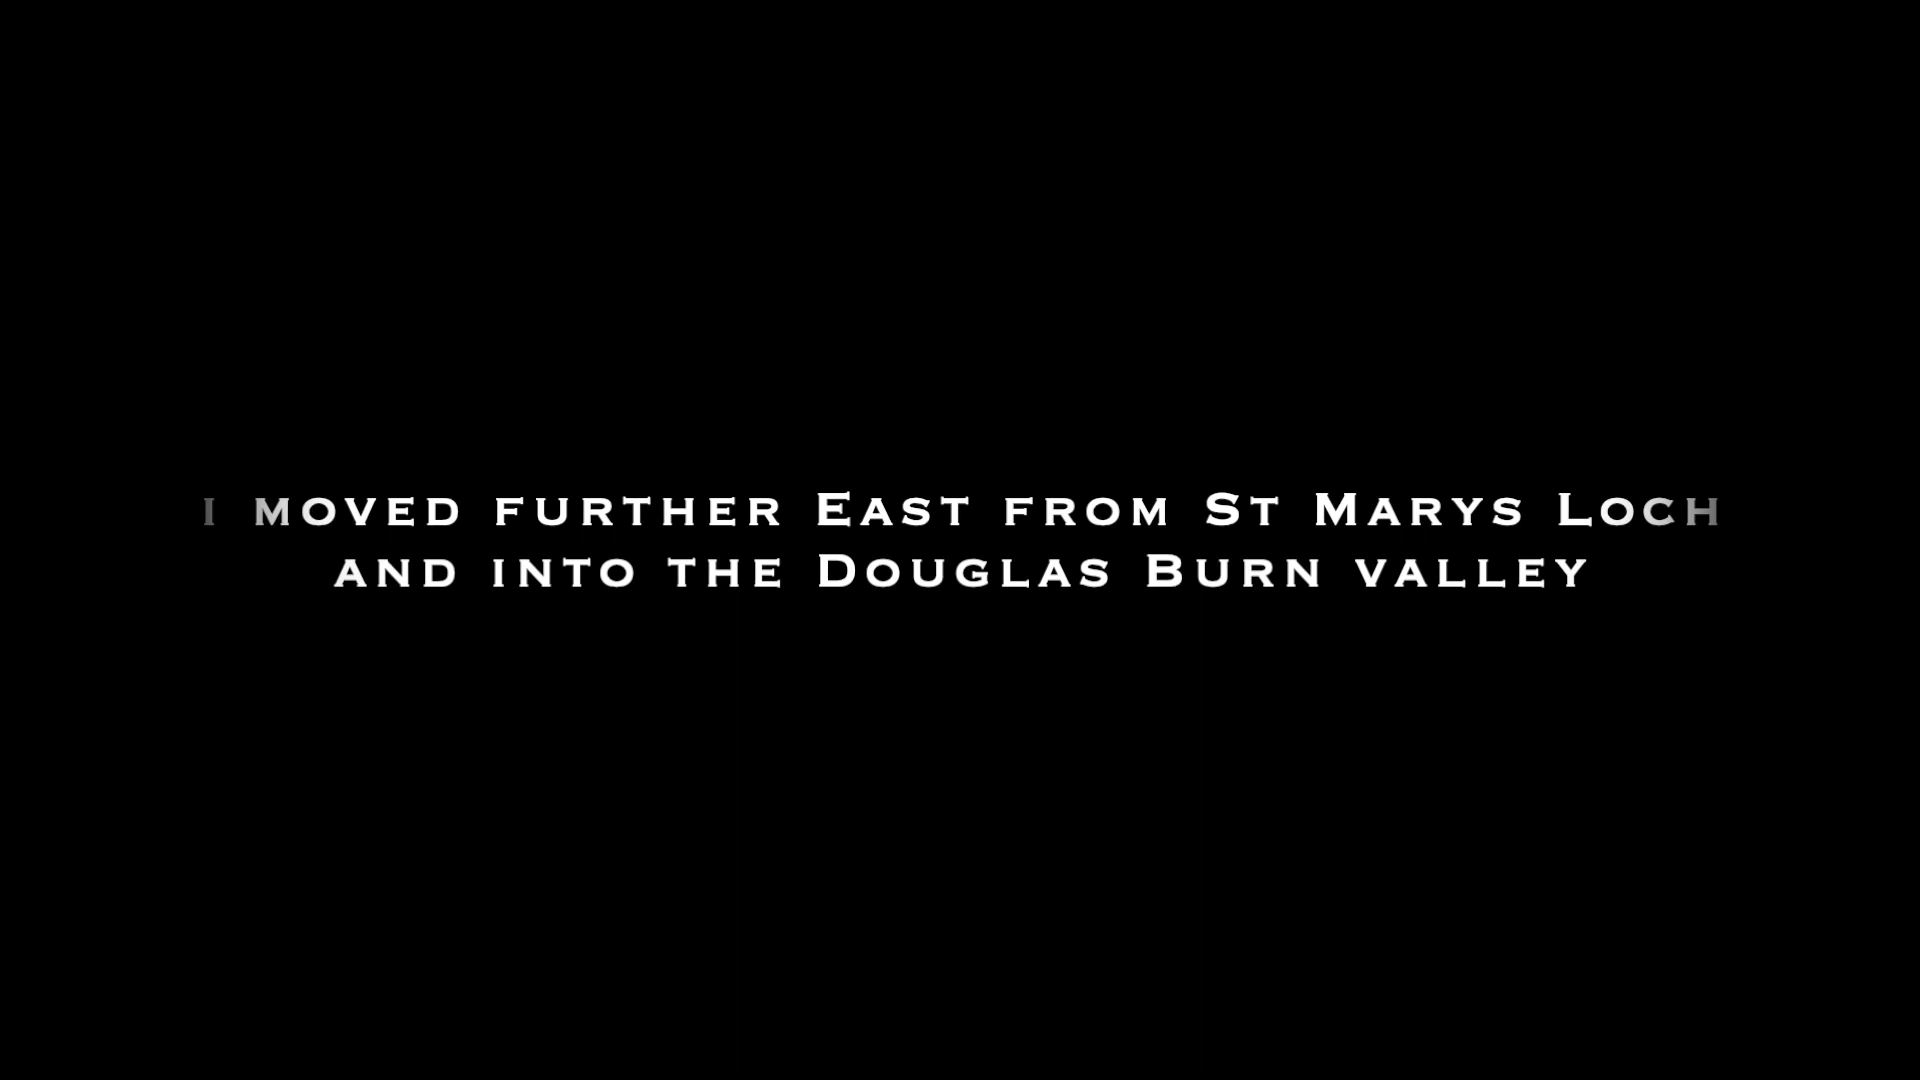 I moved further East from St Marys Loch
and into the Douglas Burn valley